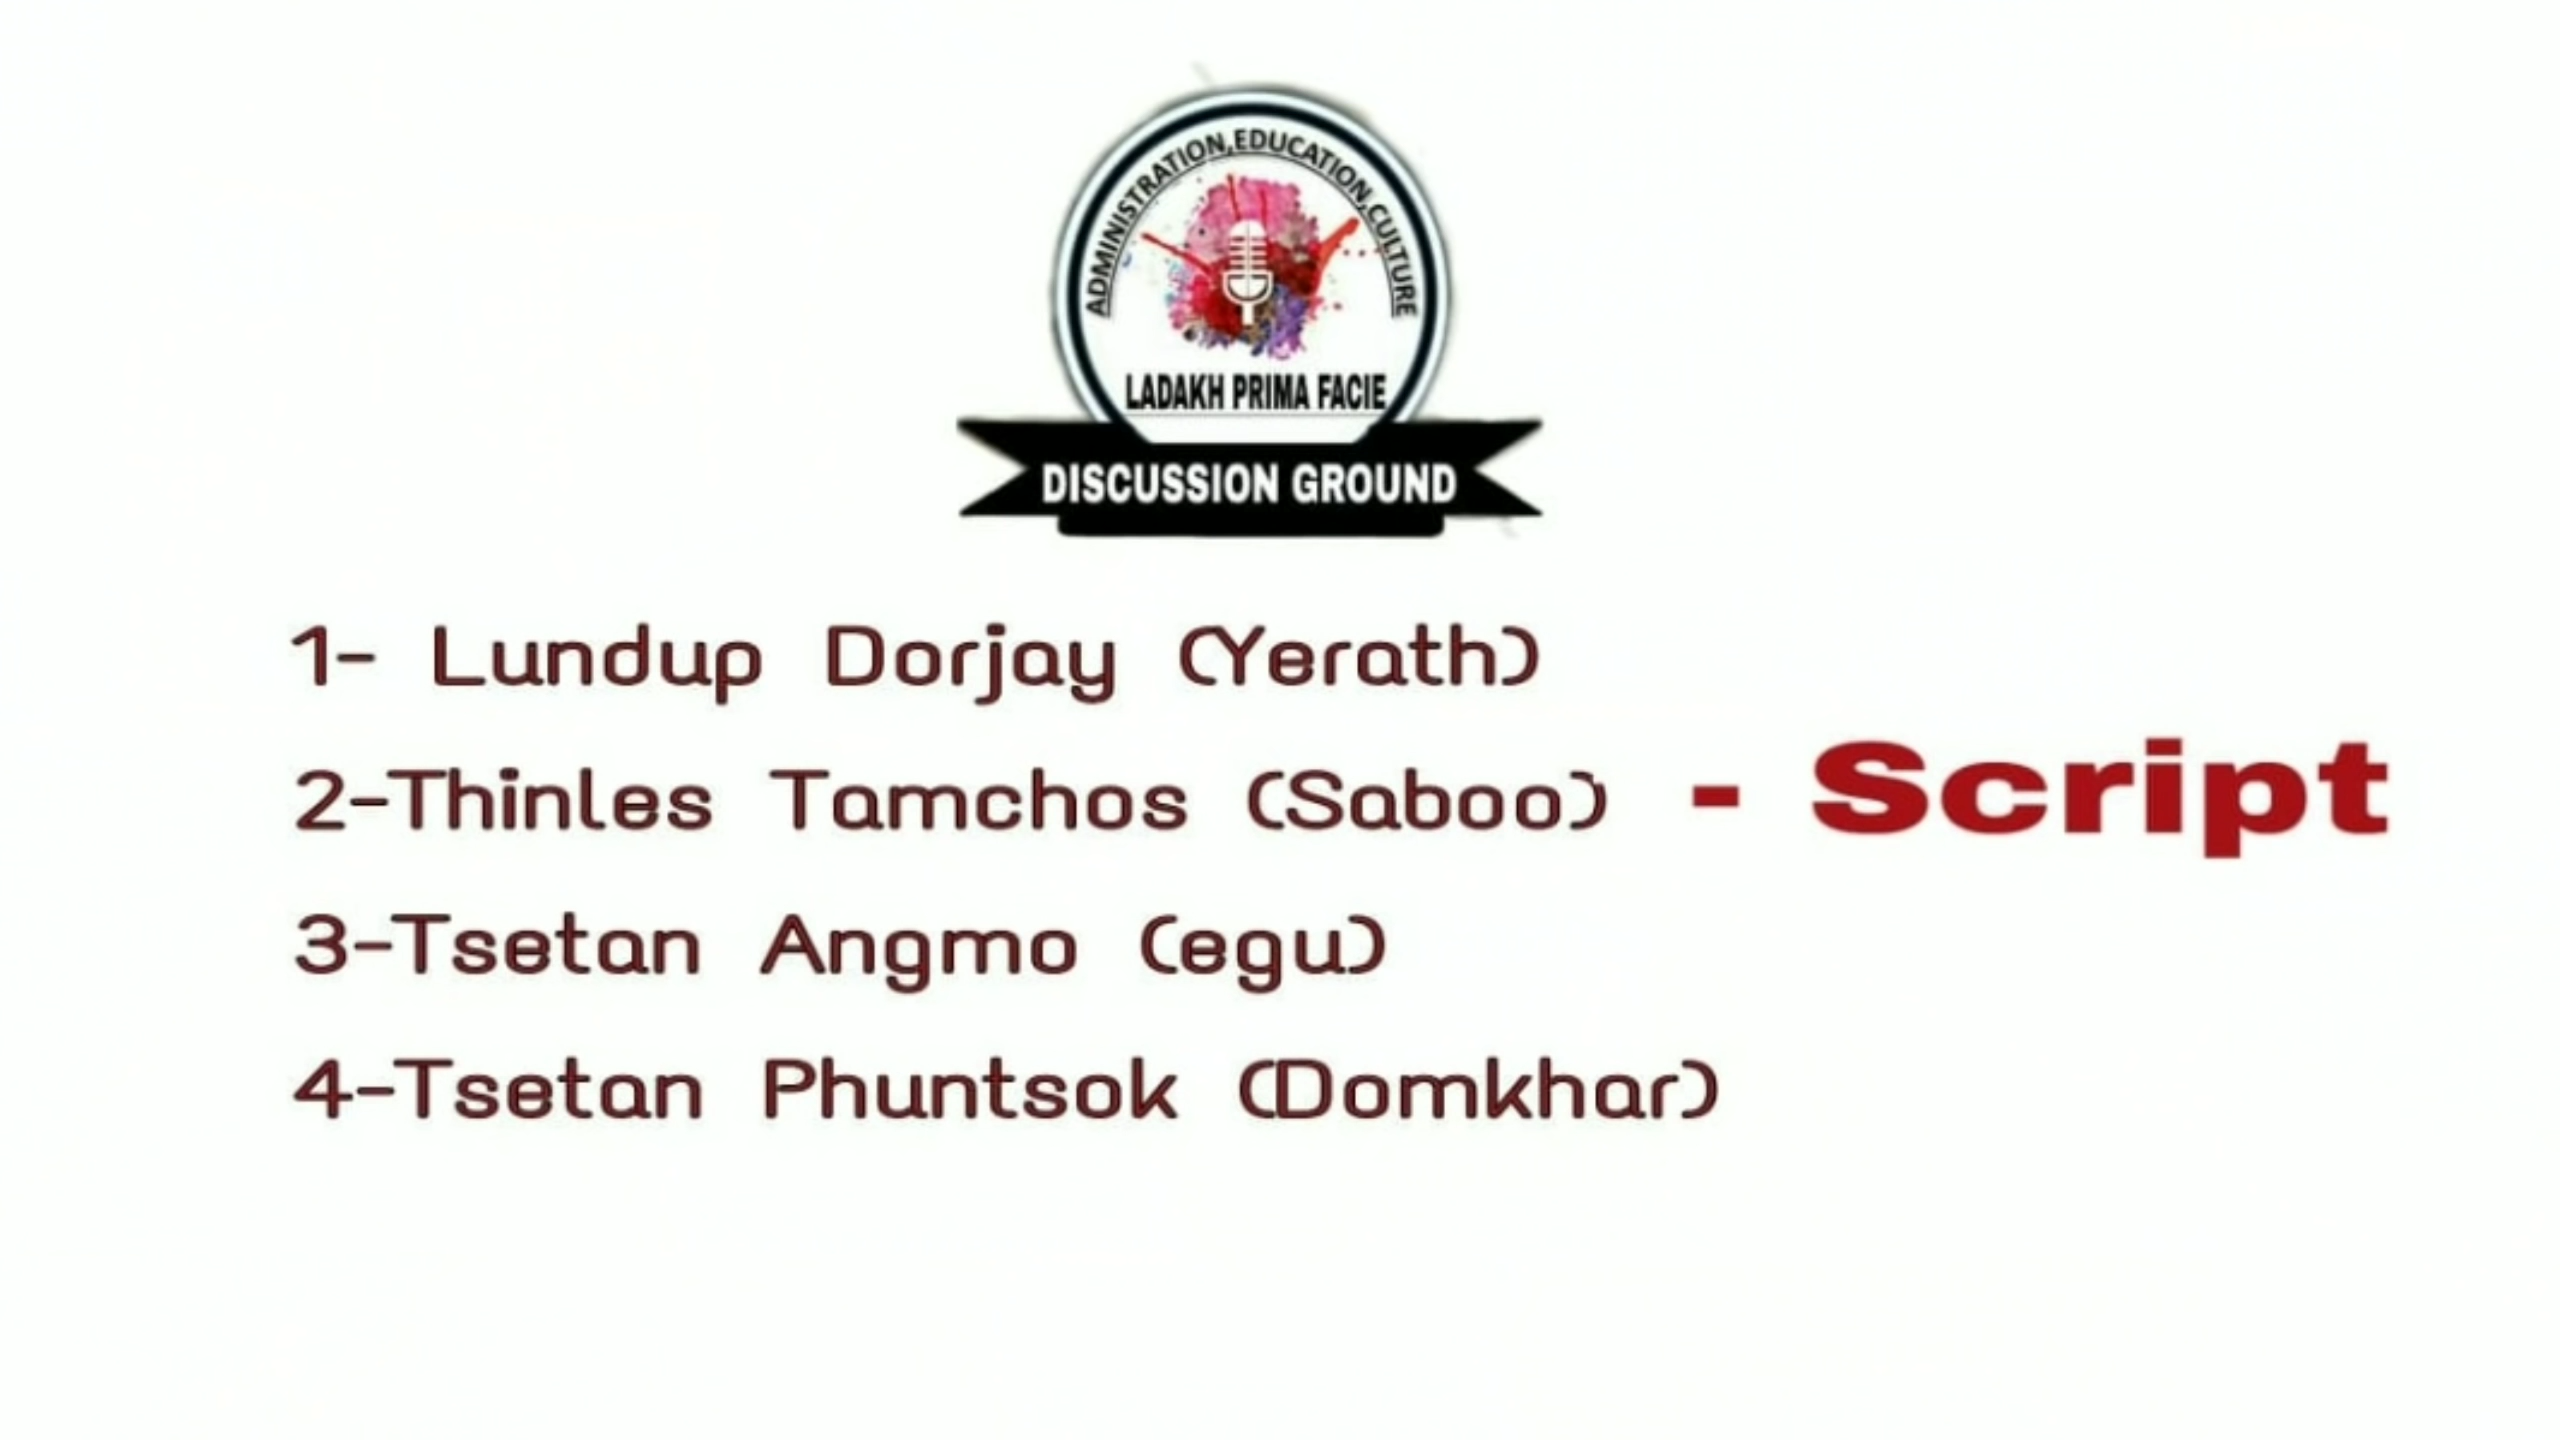 ADMINISTRATION,EDUCATION,CULTURE
LADAKH PRIMA FACIE
DISCUSSION GROUND
1- Lundup Dorjay (Yerath)
2-Thinles Tamchos (Saboo) - Script
3-Tsetan Angmo (egu)
4-Tsetan Phuntsok (Domkhar)